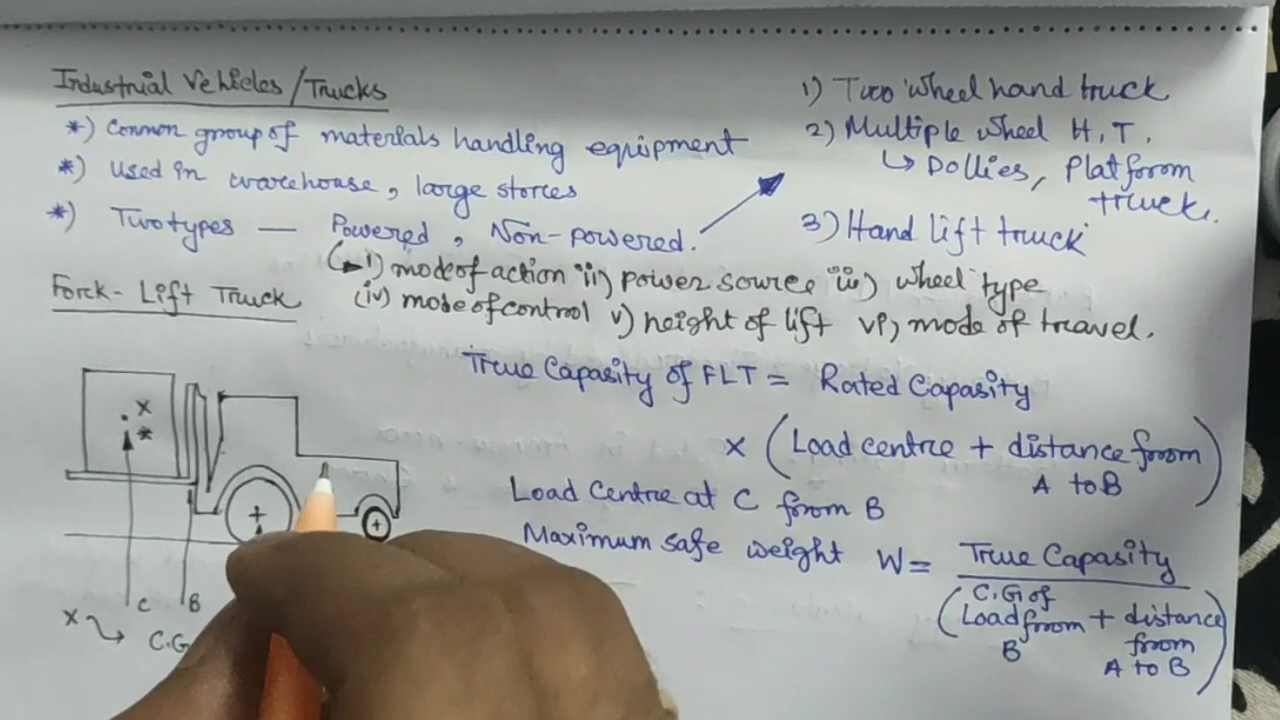 Industrial Vehicles/Trucks
*) Common group of materials handling equipment
*) Used in warehouse, large stores
*) Two types — Powered, Non-powered.
1) Two wheel hand truck
2) Multiple wheel H.T.
↳ Dollies, Platform
truck.
3) Hand lift truck
(i) mode of action ii) power source iii) wheel type
(iv) mode of control v) height of lift vi) mode of travel.
Fork-Lift Truck
True Capasity of FLT = Rated Capasity
x (Load centre + distance from
A to B)
Load Centre at C from B
Maximum safe weight W = True Capasity
(C.G of
Load from + distance
B from
A to B)
x
*
+
+
C
B
x
C.G